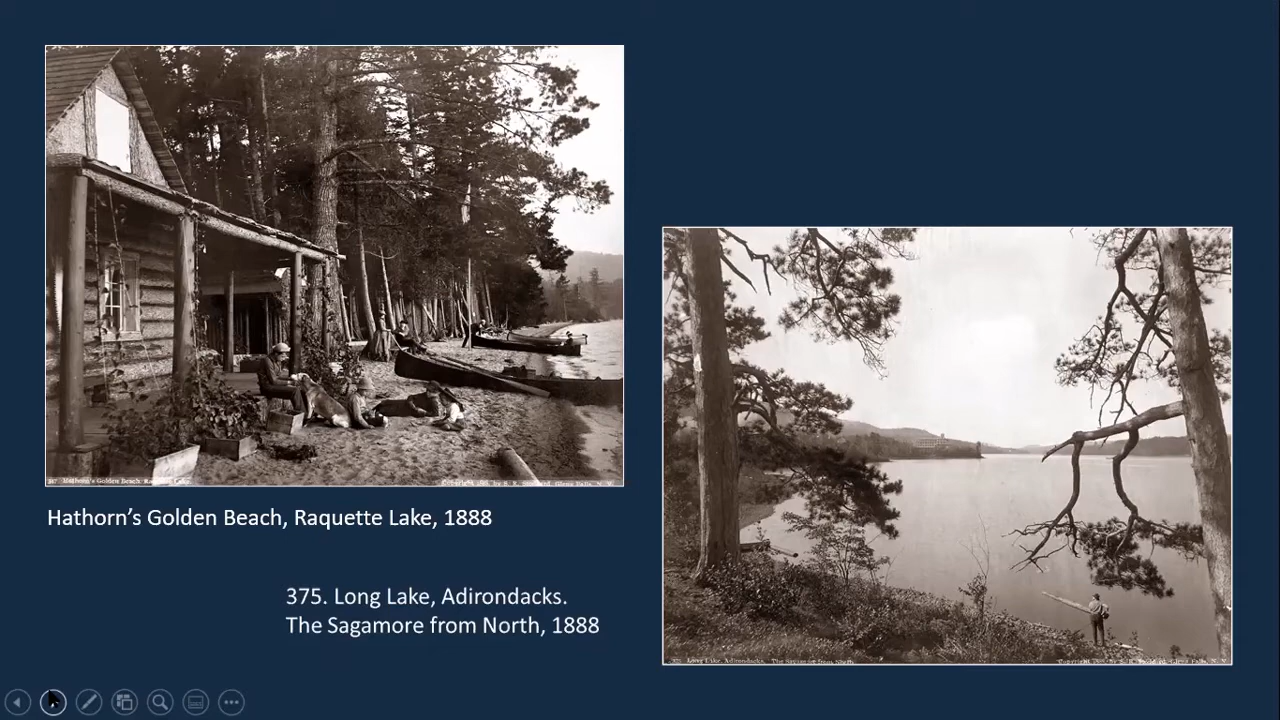 Hathorn's Golden Beach, Raquette Lake, 1888
375. Long Lake, Adirondacks.
The Sagamore from North, 1888